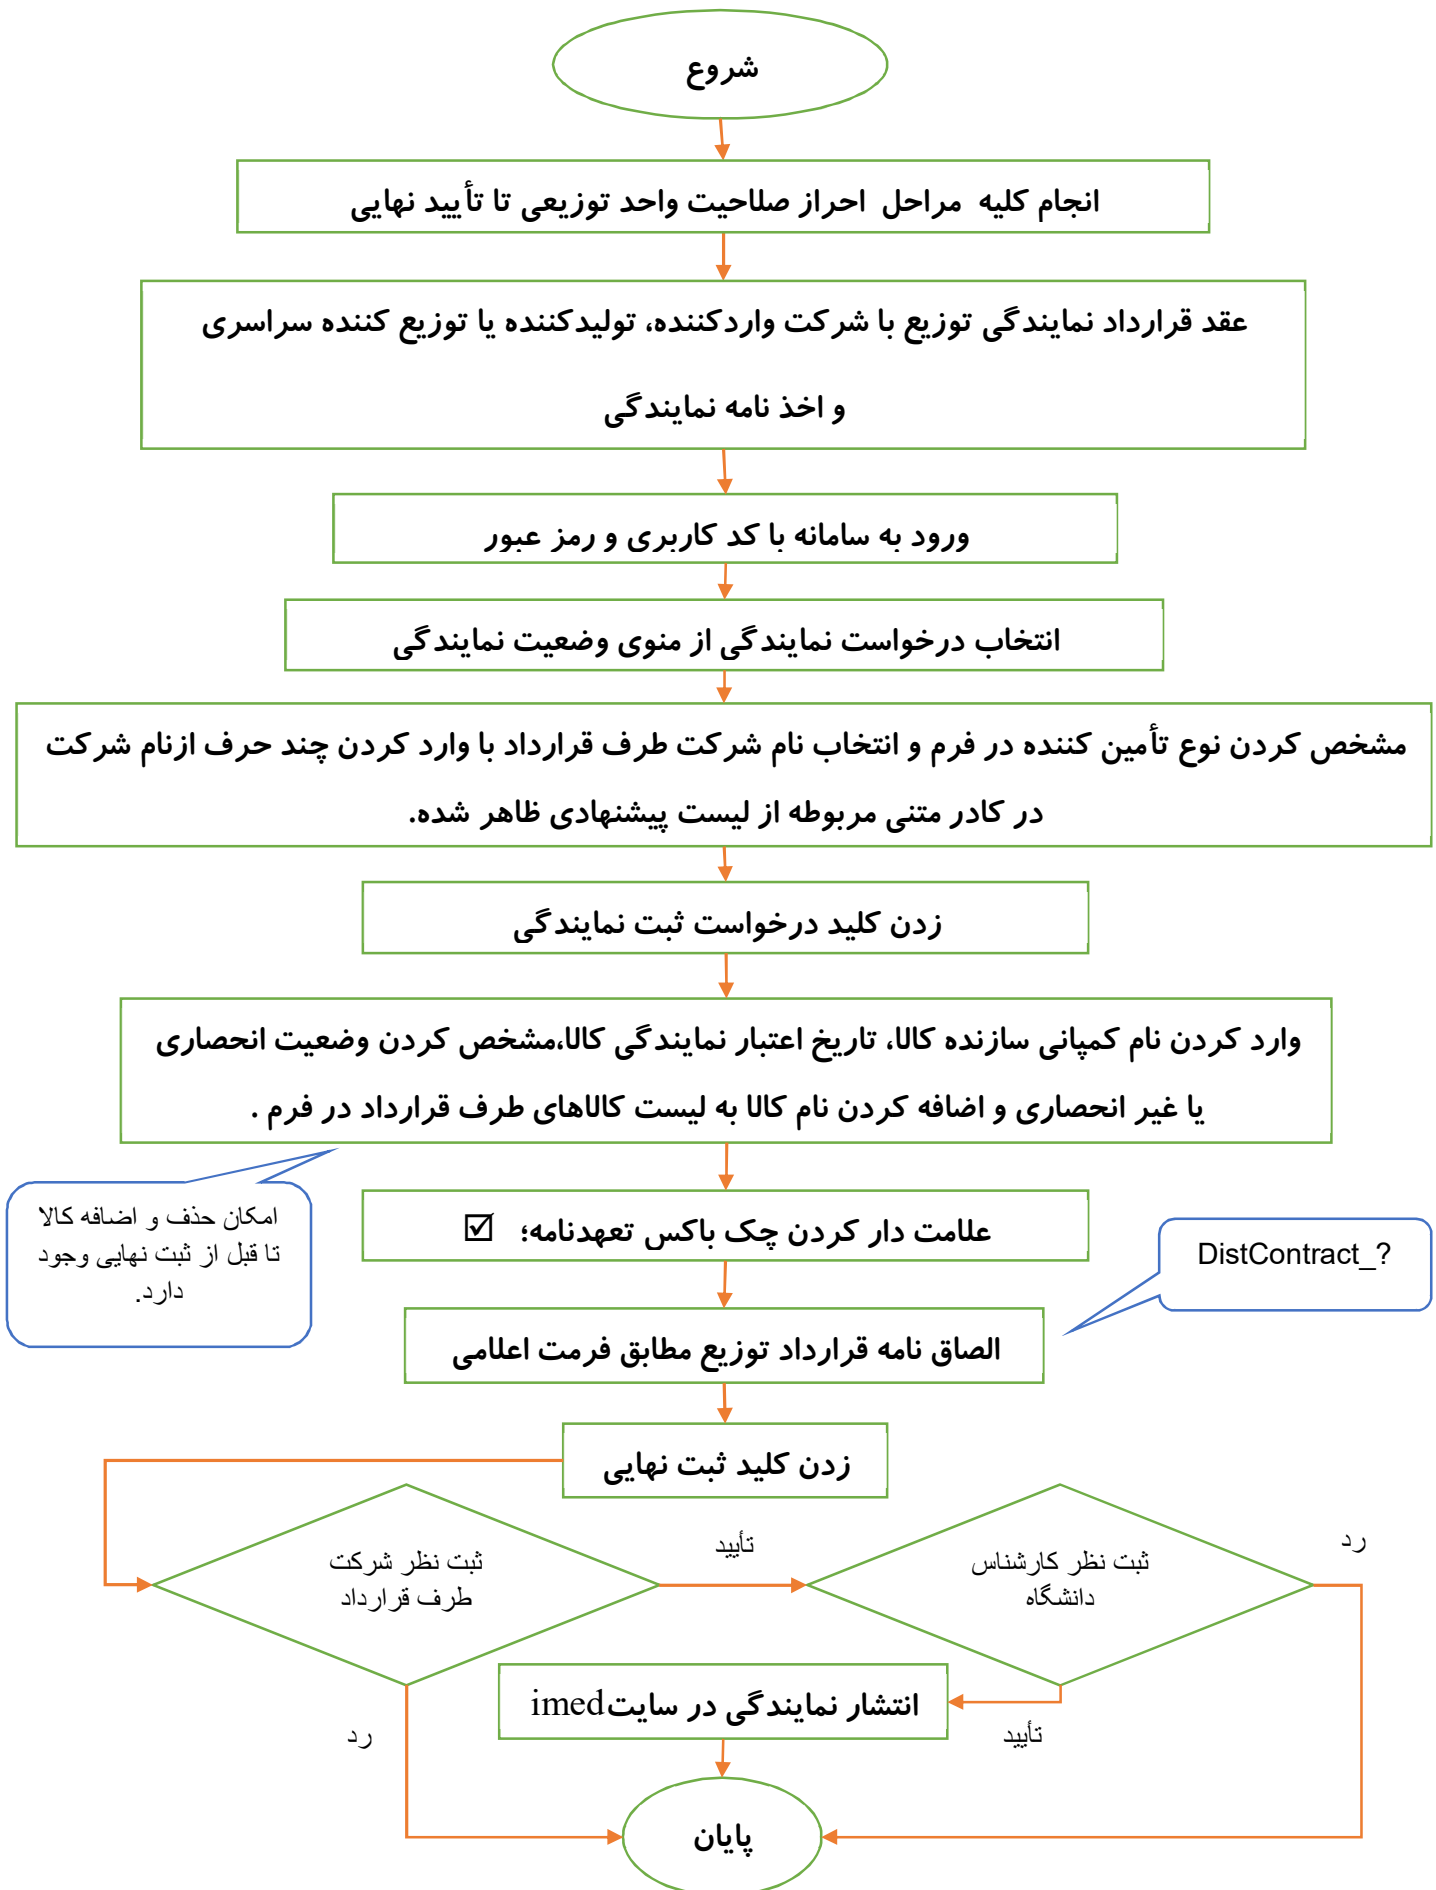 شروع
انجام کلیه مراحل احراز صلاحیت واحد توزیعی تا تأیید نهایی
عقد قرارداد نمایندگی توزیع با شرکت واردکننده، تولیدکننده یا توزیع کننده سراسری
و اخذ نامه نمایندگی
ورود به سامانه با کد کاربری و رمز عبور
انتخاب درخواست نمایندگی از منوی وضعیت نمایندگی
مشخص کردن نوع تأمین کننده در فرم و انتخاب نام شرکت طرف قرارداد با وارد کردن چند حرف ازنام شرکت
در کادر متنی مربوطه از لیست پیشنهادی ظاهر شده.
زدن کلید درخواست ثبت نمایندگی
وارد کردن نام کمپانی سازنده کالا، تاریخ اعتبار نمایندگی کالا،مشخص کردن وضعیت انحصاری
یا غیر انحصاری و اضافه کردن نام کالا به لیست کالاهای طرف قرارداد در فرم .
امکان حذف و اضافه کالا
تا قبل از ثبت نهایی وجود
دارد.
علامت دار کردن چک باکس تعهدنامه؛ ☑
DistContract_?
الصاق نامه قرارداد توزیع مطابق فرمت اعلامی
زدن کلید ثبت نهایی
ثبت نظر شرکت
طرف قرارداد
تأیید
ثبت نظر کارشناس
دانشگاه
رد
انتشار نمایندگی در سایت imed
رد
تأیید
پایان